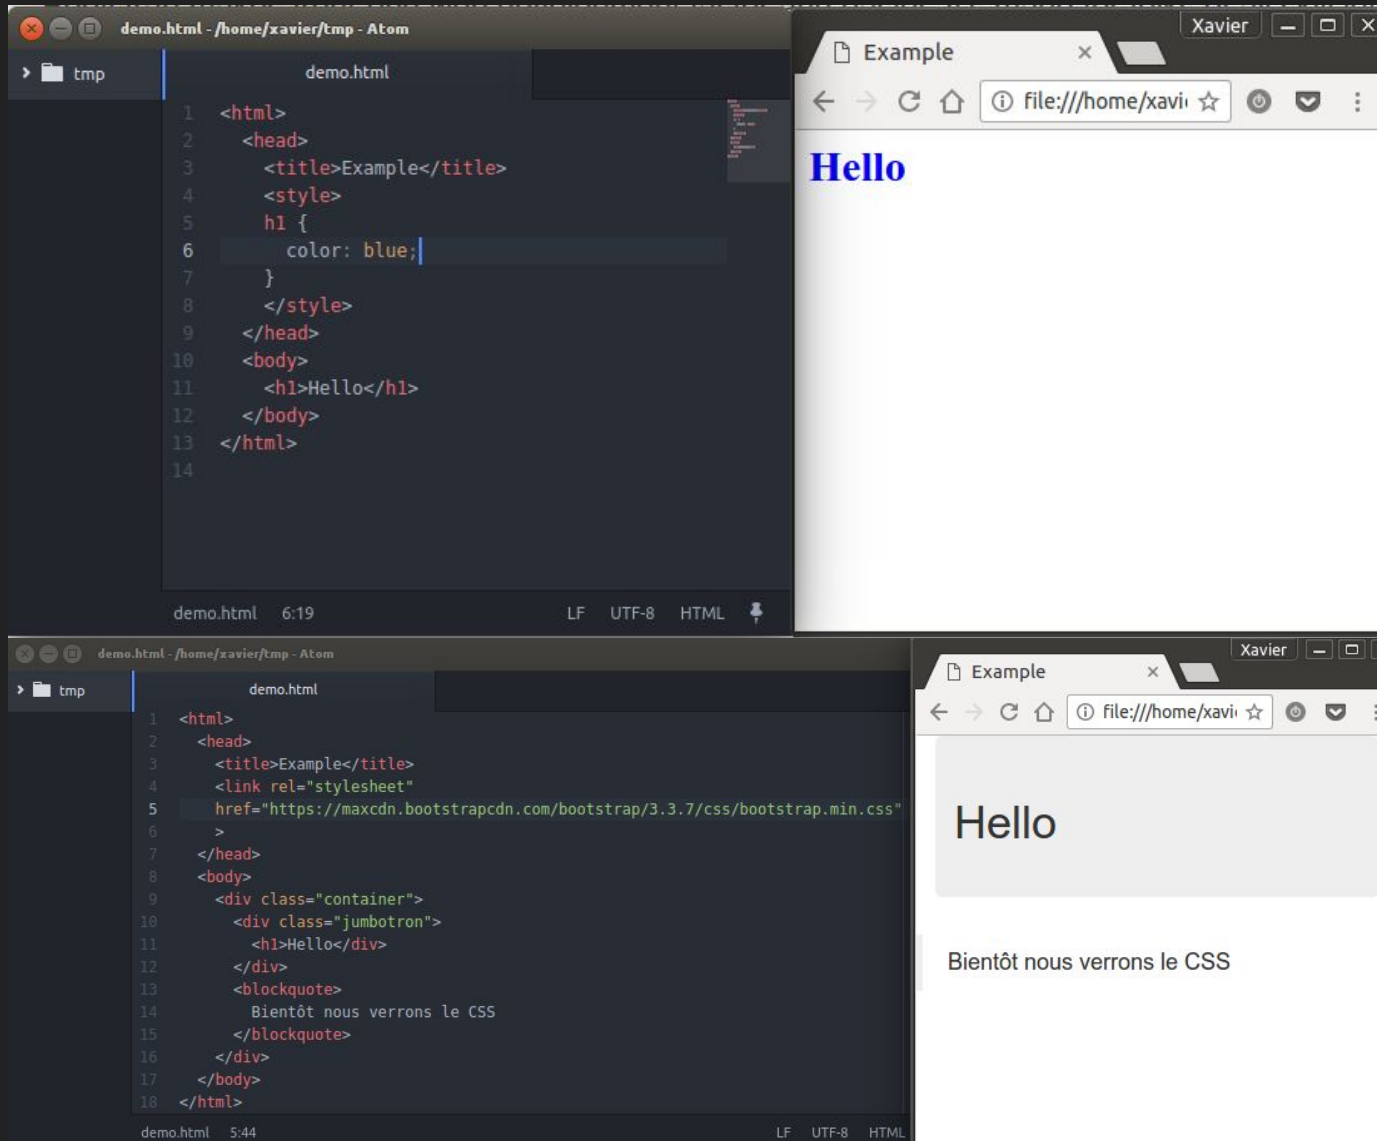 demo.html - /home/xavier/tmp - Atom
tmp
demo.html
1 <html>
2 <head>
3 <title>Example</title>
4 <style>
5 h1 {
6 color: blue;
7 }
8 </style>
9 </head>
10 <body>
11 <h1>Hello</h1>
12 </body>
13 </html>
14
demo.html 6:19 LF UTF-8 HTML
Xavier
Example
file:///home/xavi
Hello
demo.html - /home/xavier/tmp - Atom
tmp
demo.html
1 <html>
2 <head>
3 <title>Example</title>
4 <link rel="stylesheet"
5 href="https://maxcdn.bootstrapcdn.com/bootstrap/3.3.7/css/bootstrap.min.css"
6 >
7 </head>
8 <body>
9 <div class="container">
10 <div class="jumbotron">
11 <h1>Hello</div>
12 </div>
13 <blockquote>
14 Bientôt nous verrons le CSS
15 </blockquote>
16 </div>
17 </body>
18 </html>
demo.html 5:44 LF UTF-8 HTML
Xavier
Example
file:///home/xavi
Hello
Bientôt nous verrons le CSS